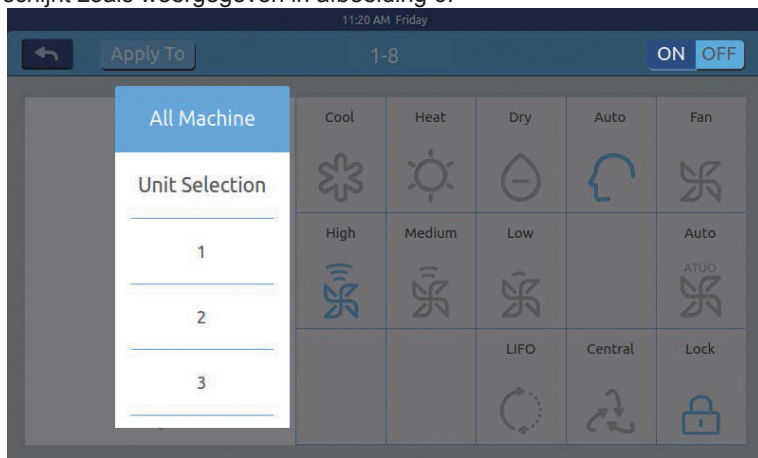 11:20 AM Friday
Apply To
1-8
ON OFF
All Machine
Unit Selection
1
2
3
Cool Heat Dry Auto Fan
High Medium Low Auto
ATUO
LIFO Central Lock